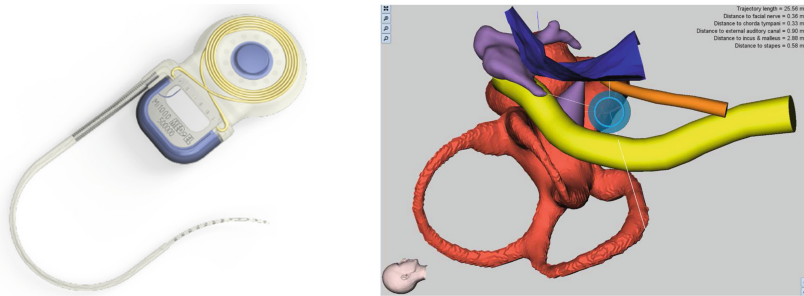 Trajectory length = 25.56 m
Distance to facial nerve = 0.36 m
Distance to chorda tympani = 0.33 m
Distance to external auditory canal = 0.90 m
Distance to incus & malleus = 2.86 m
Distance to stapes = 0.58 m